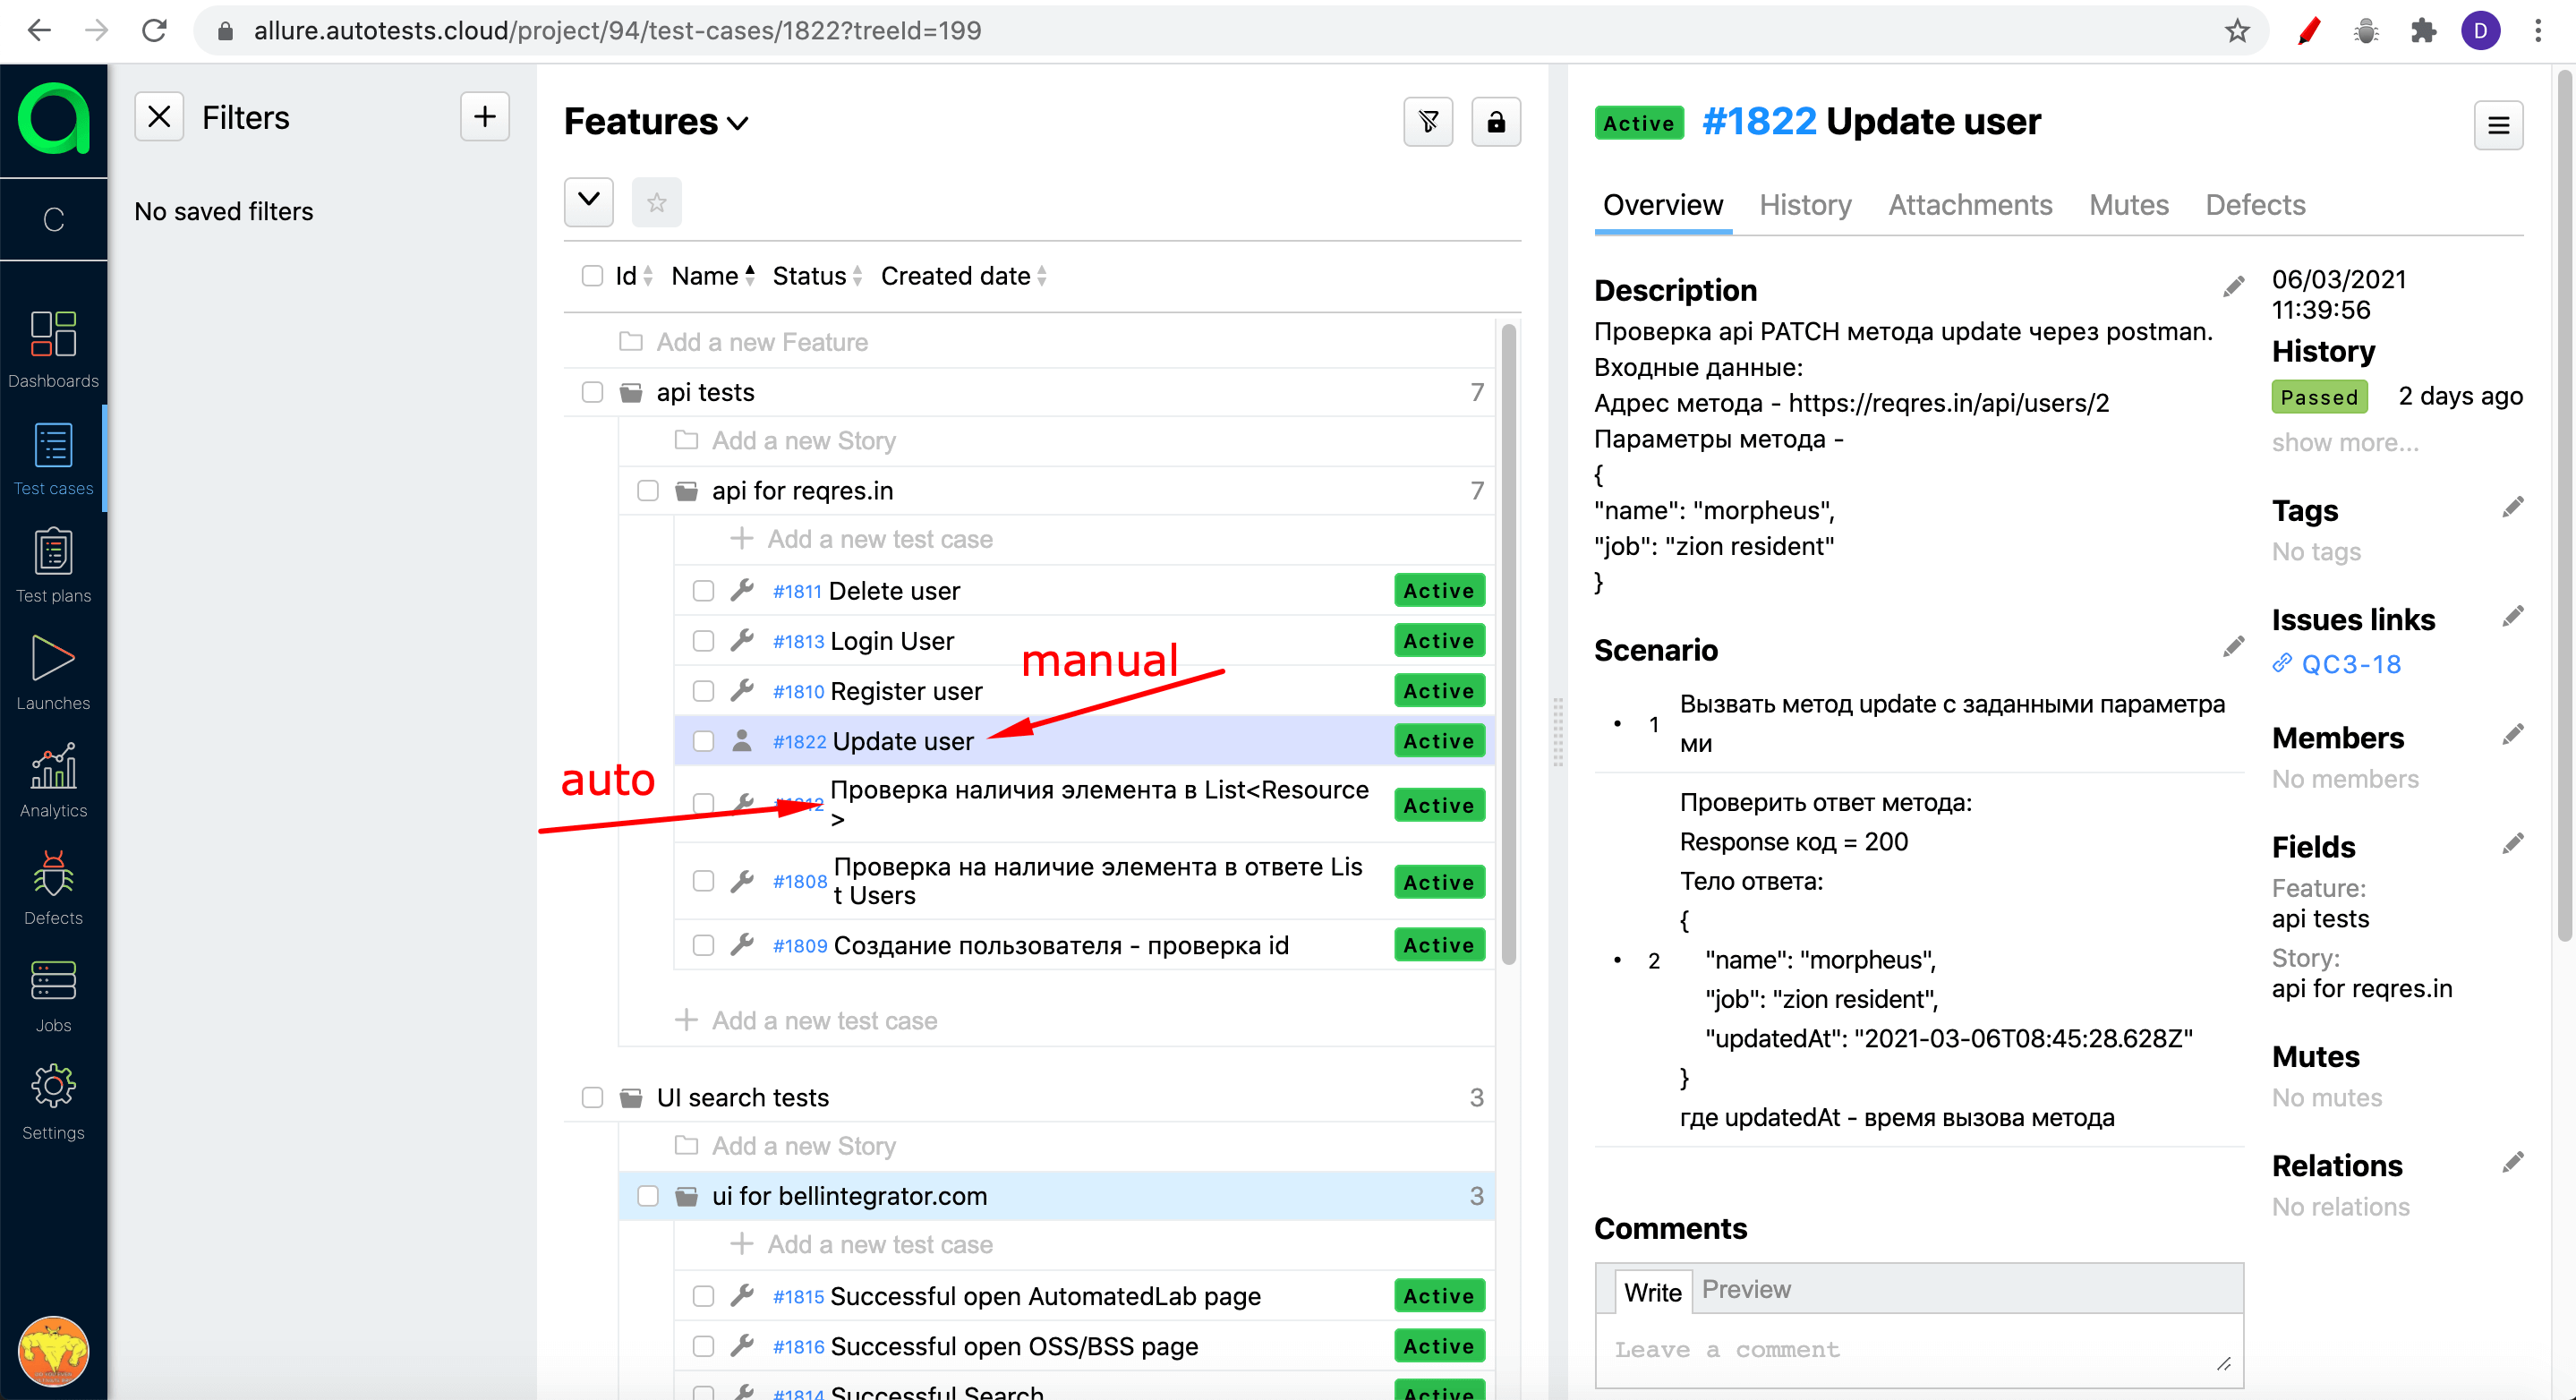 allure.autotests.cloud/project/94/test-cases/1822?treeId=199
D
C
Dashboards
Test cases
Test plans
Launches
Analytics
Defects
Jobs
Settings
Filters
No saved filters
Features
Id Name Status Created date
Add a new Feature
api tests 7
Add a new Story
api for reqres.in 7
Add a new test case
#1811 Delete user Active
#1813 Login User Active
manual
#1810 Register user Active
#1822 Update user Active
auto
#1812 Проверка наличия элемента в List<Resource Active
>
#1808 Проверка на наличие элемента в ответе Lis Active
t Users
#1809 Создание пользователя - проверка id Active
Add a new test case
UI search tests 3
Add a new Story
ui for bellintegrator.com 3
Add a new test case
#1815 Successful open AutomatedLab page Active
#1816 Successful open OSS/BSS page Active
#1814 Successful Search Active
Active #1822 Update user
Overview History Attachments Mutes Defects
Description
Проверка api PATCH метода update через postman.
Входные данные:
Адрес метода - https://reqres.in/api/users/2
Параметры метода -
{
"name": "morpheus",
"job": "zion resident"
}
Scenario
1 Вызвать метод update с заданными параметра
ми
Проверить ответ метода:
Response код = 200
Тело ответа:
{
2 "name": "morpheus",
"job": "zion resident",
"updatedAt": "2021-03-06T08:45:28.628Z"
}
где updatedAt - время вызова метода
Comments
Write Preview
Leave a comment
06/03/2021
11:39:56
History
Passed 2 days ago
show more...
Tags
No tags
Issues links
QC3-18
Members
No members
Fields
Feature:
api tests
Story:
api for reqres.in
Mutes
No mutes
Relations
No relations